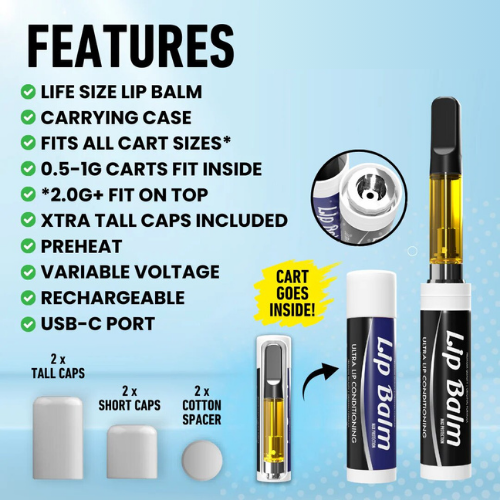 FEATURES
LIFE SIZE LIP BALM
CARRYING CASE
FITS ALL CART SIZES*
0.5-1G CARTS FIT INSIDE
*2.0G+ FIT ON TOP
XTRA TALL CAPS INCLUDED
PREHEAT
VARIABLE VOLTAGE
RECHARGEABLE
USB-C PORT
CART
GOES
INSIDE!
2 x
TALL CAPS
2 x
SHORT CAPS
2 x
COTTON
SPACER
Lip Balm
Lip Balm
ULTRA LIP CONDITIONING
Lip Balm
ULTRA LIP CONDITIONING